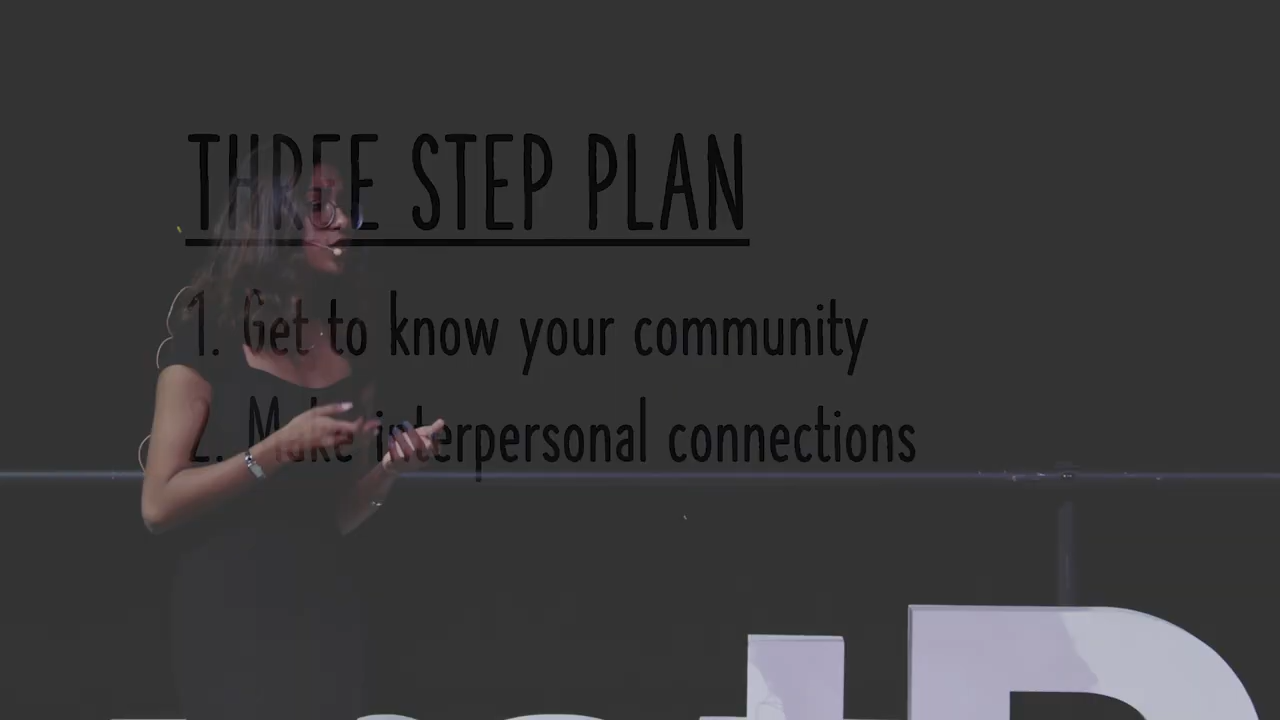 THREE STEP PLAN
1. Get to know your community
2. Make interpersonal connections